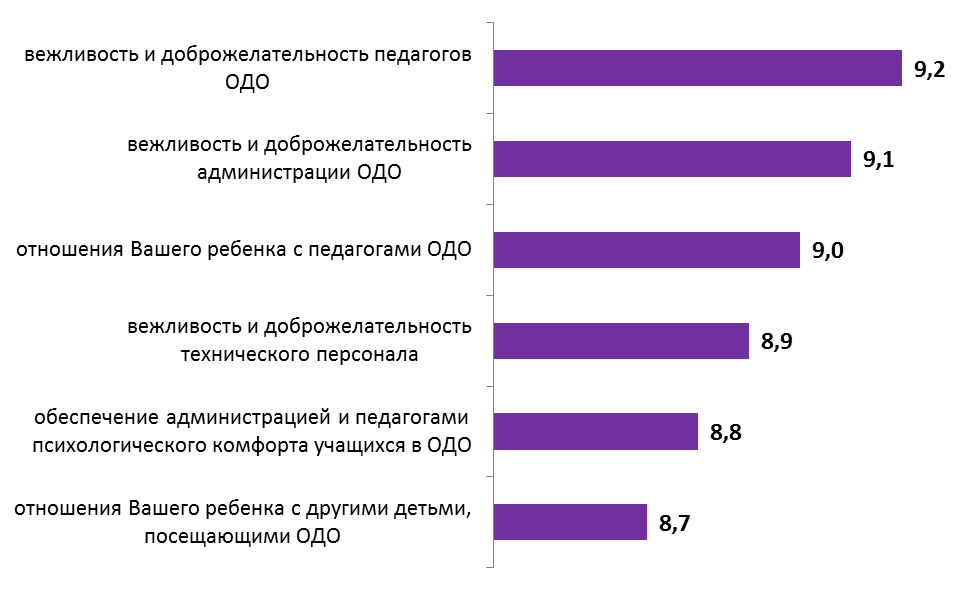 вежливость и доброжелательность педагогов
ОДО
9,2
вежливость и доброжелательность
администрации ОДО
9,1
отношения Вашего ребенка с педагогами ОДО
9,0
вежливость и доброжелательность
технического персонала
8,9
обеспечение администрацией и педагогами
психологического комфорта учащихся в ОДО
8,8
отношения Вашего ребенка с другими детьми,
посещающими ОДО
8,7